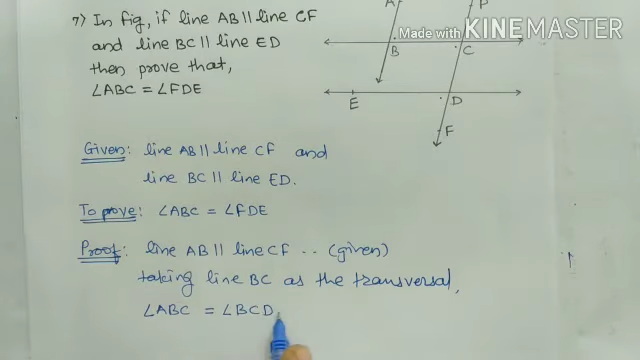 7) In fig, if line AB || line CF
and line BC || line ED
then prove that,
∠ABC = ∠FDE
A
P
Made with KINEMASTER
B
C
E
D
F
Given: line AB || line CF and
line BC || line ED.
To prove: ∠ABC = ∠FDE
Proof: line AB || line CF .. (given)
taking line BC as the transversal,
∠ABC = ∠BCD